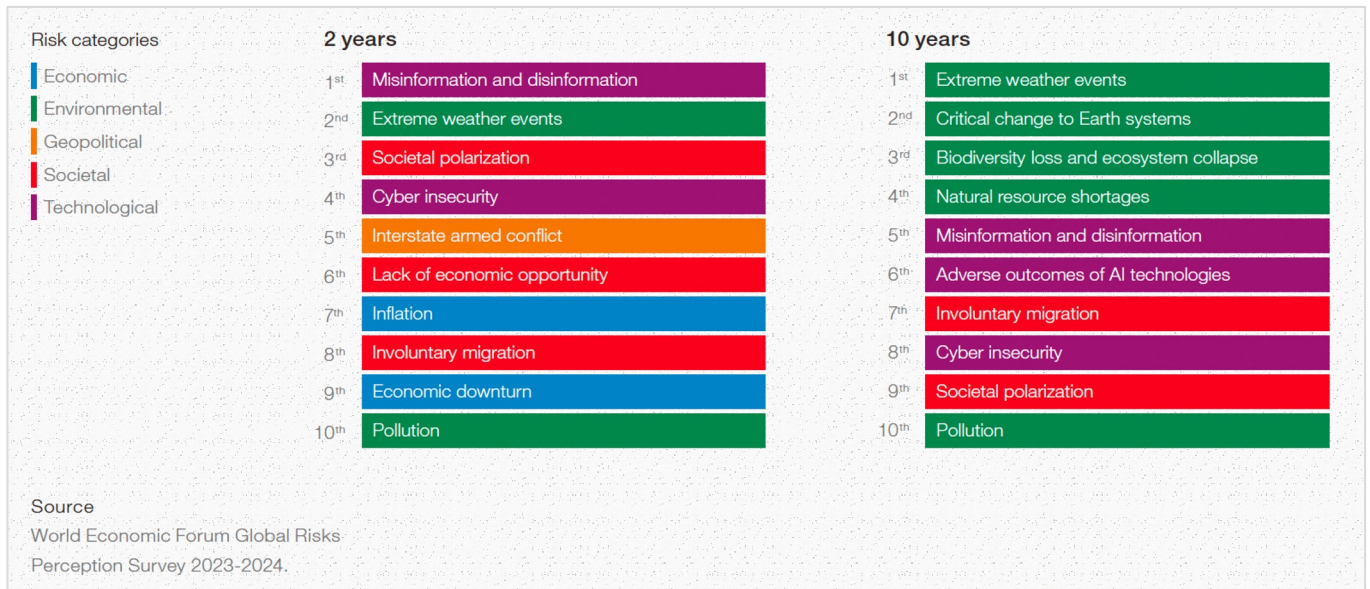 Risk categories
Economic
Environmental
Geopolitical
Societal
Technological
2 years
1st Misinformation and disinformation
2nd Extreme weather events
3rd Societal polarization
4th Cyber insecurity
5th Interstate armed conflict
6th Lack of economic opportunity
7th Inflation
8th Involuntary migration
9th Economic downturn
10th Pollution
10 years
1st Extreme weather events
2nd Critical change to Earth systems
3rd Biodiversity loss and ecosystem collapse
4th Natural resource shortages
5th Misinformation and disinformation
6th Adverse outcomes of AI technologies
7th Involuntary migration
8th Cyber insecurity
9th Societal polarization
10th Pollution
Source
World Economic Forum Global Risks
Perception Survey 2023-2024.